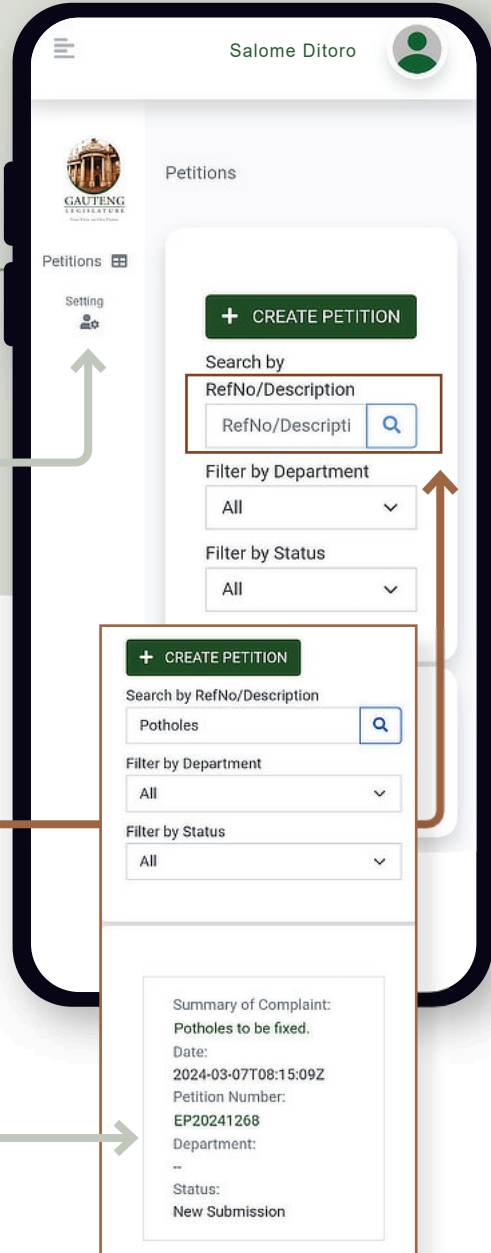 Salome Ditoro
GAUTENG
LEGISLATURE
Petitions
Petitions
Setting
+ CREATE PETITION
Search by
RefNo/Description
RefNo/Descripti
Filter by Department
All
Filter by Status
All
+ CREATE PETITION
Search by RefNo/Description
Potholes
Filter by Department
All
Filter by Status
All
Summary of Complaint:
Potholes to be fixed.
Date:
2024-03-07T08:15:09Z
Petition Number:
EP20241268
Department:
--
Status:
New Submission